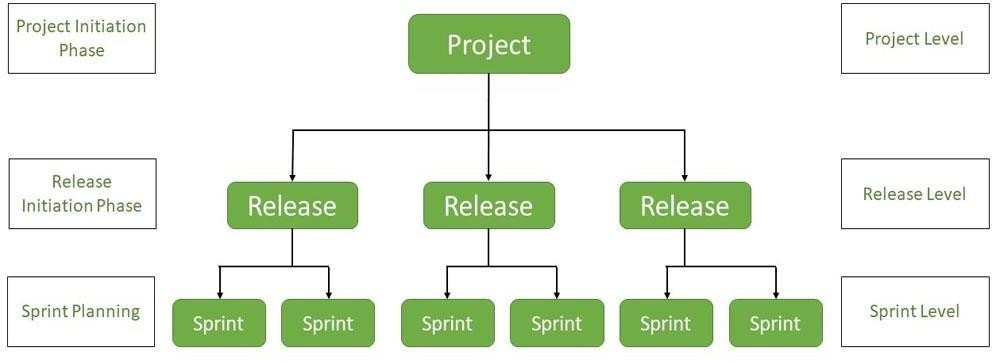 Project Initiation
Phase
Project
Project Level
Release
Initiation Phase
Release
Release
Release
Release Level
Sprint Planning
Sprint
Sprint
Sprint
Sprint
Sprint
Sprint
Sprint Level